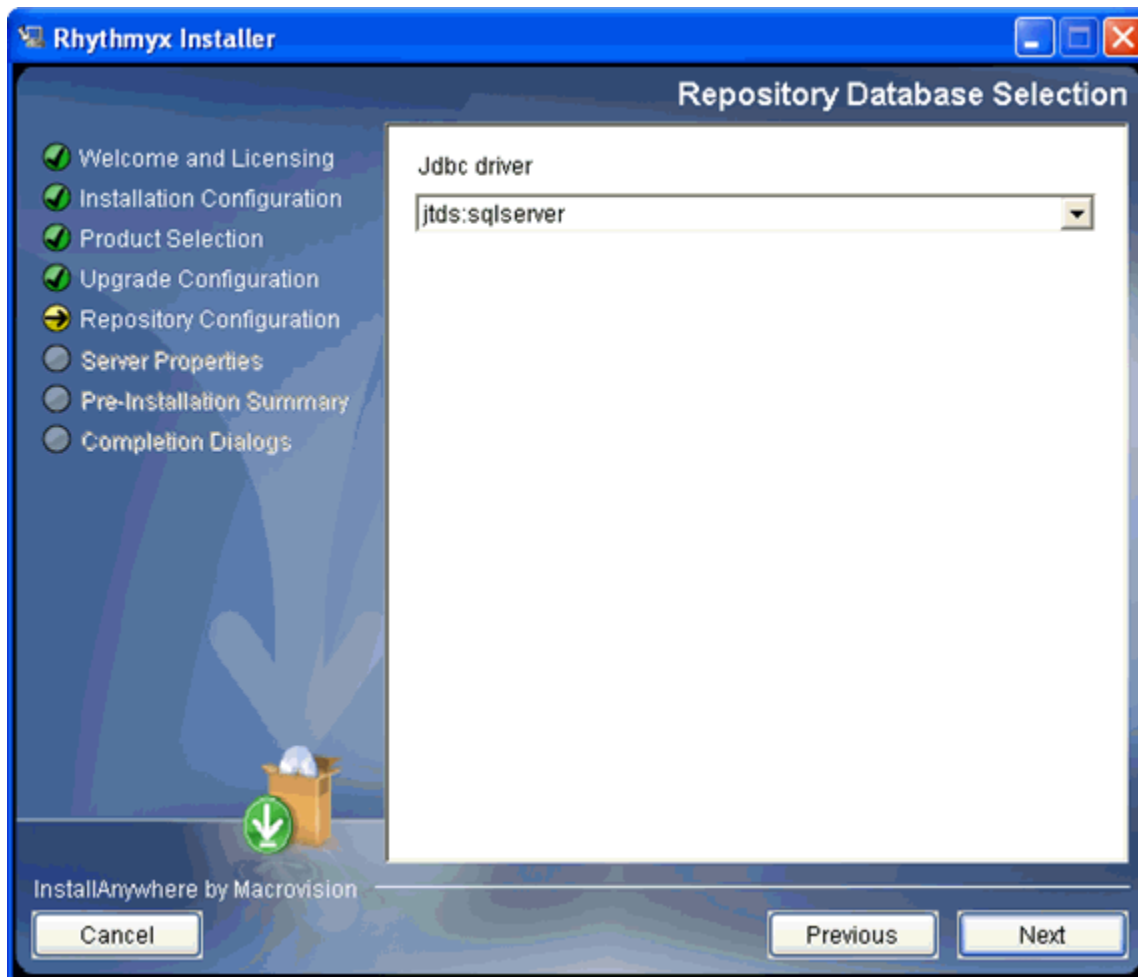 Rhythmyx Installer
Repository Database Selection
Welcome and Licensing
Installation Configuration
Product Selection
Upgrade Configuration
Repository Configuration
Server Properties
Pre-Installation Summary
Completion Dialogs
Jdbc driver
jtds:sqlserver
InstallAnywhere by Macrovision
Cancel
Previous
Next